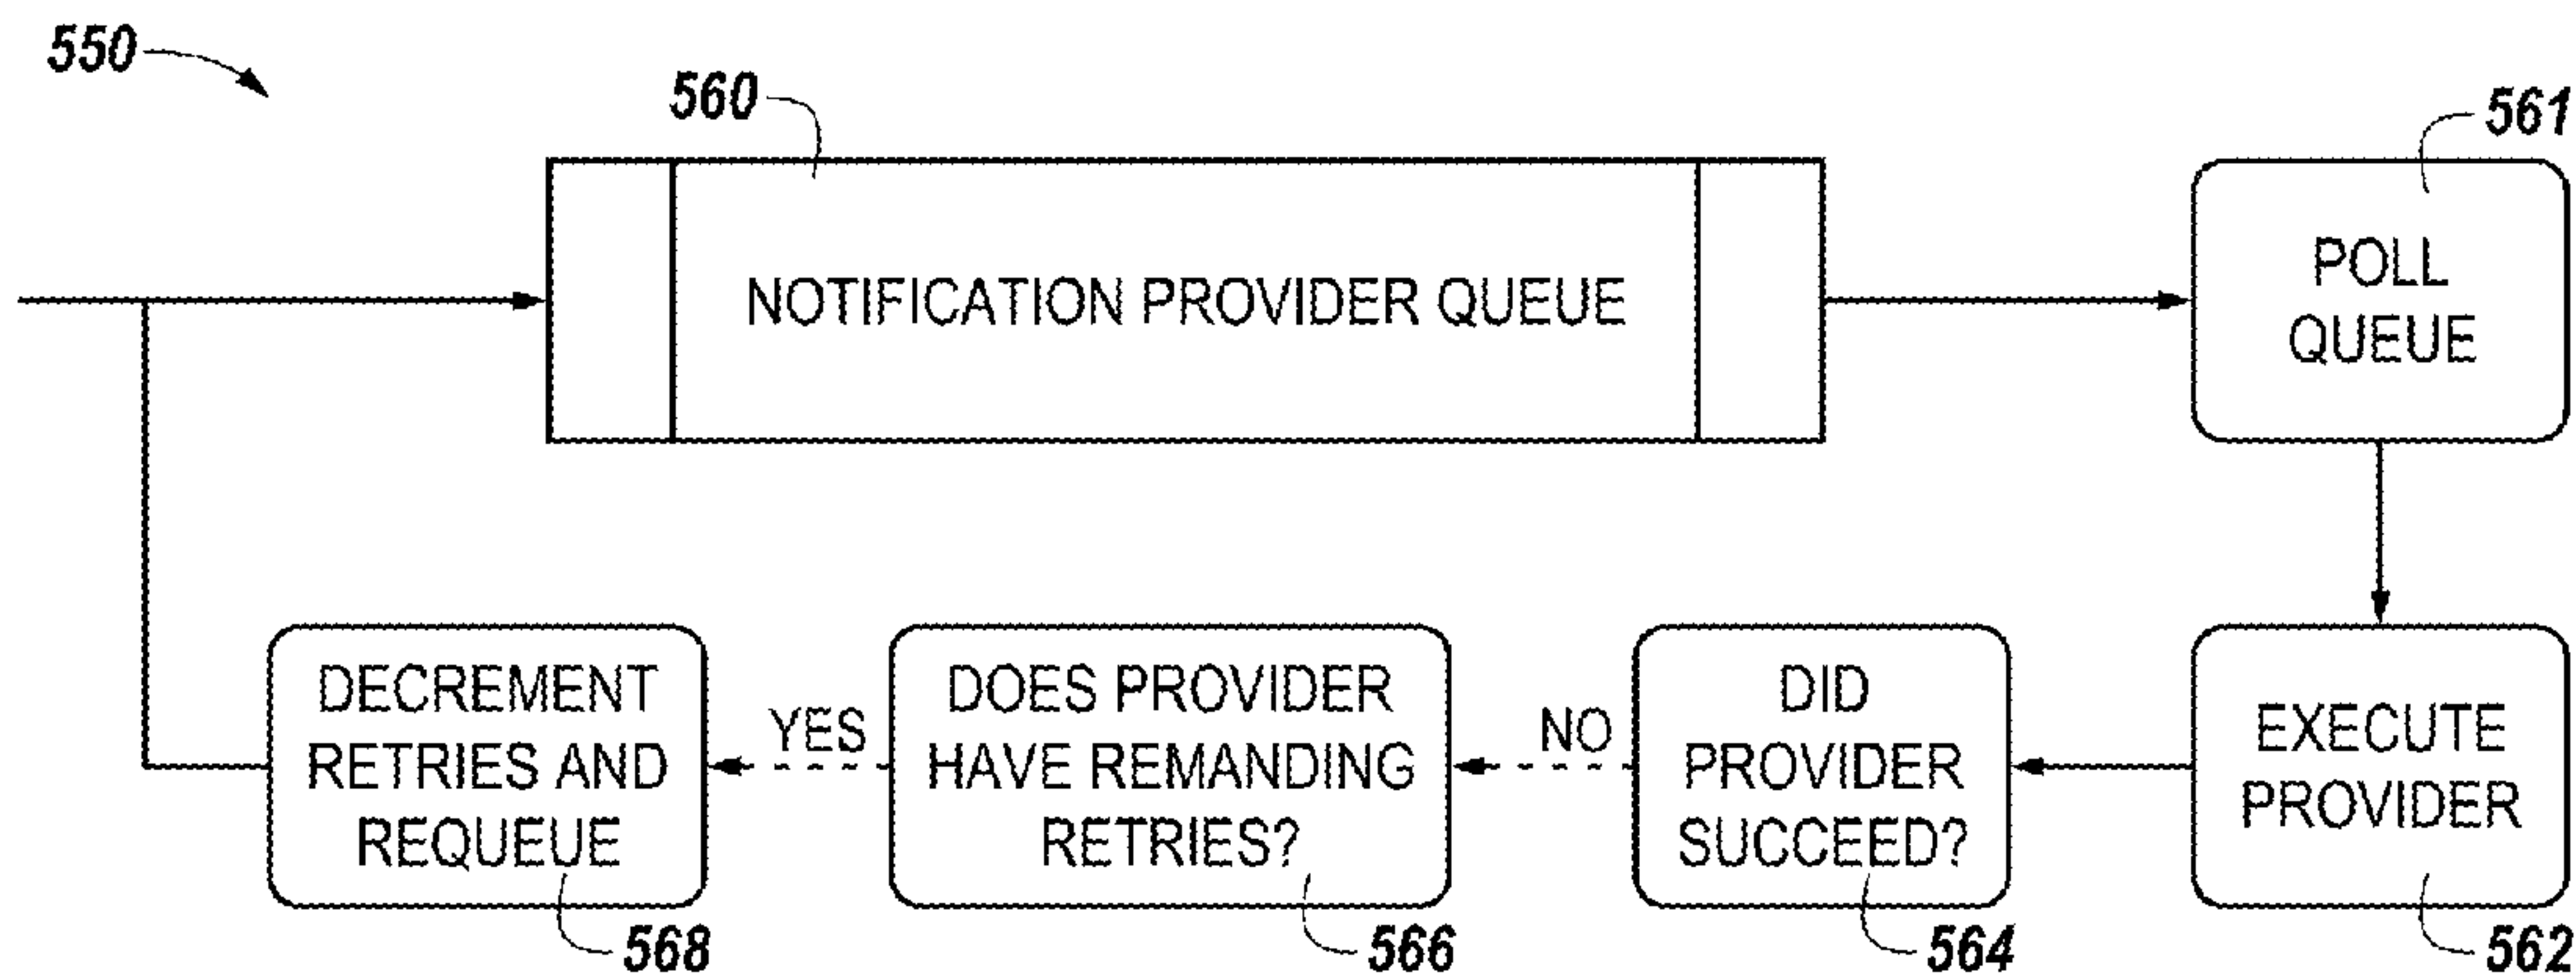 550
560
561
NOTIFICATION PROVIDER QUEUE
POLL
QUEUE
DECREMENT
RETRIES AND
REQUEUE
YES
DOES PROVIDER
HAVE REMANDING
RETRIES?
NO
DID
PROVIDER
SUCCEED?
EXECUTE
PROVIDER
568
566
564
562